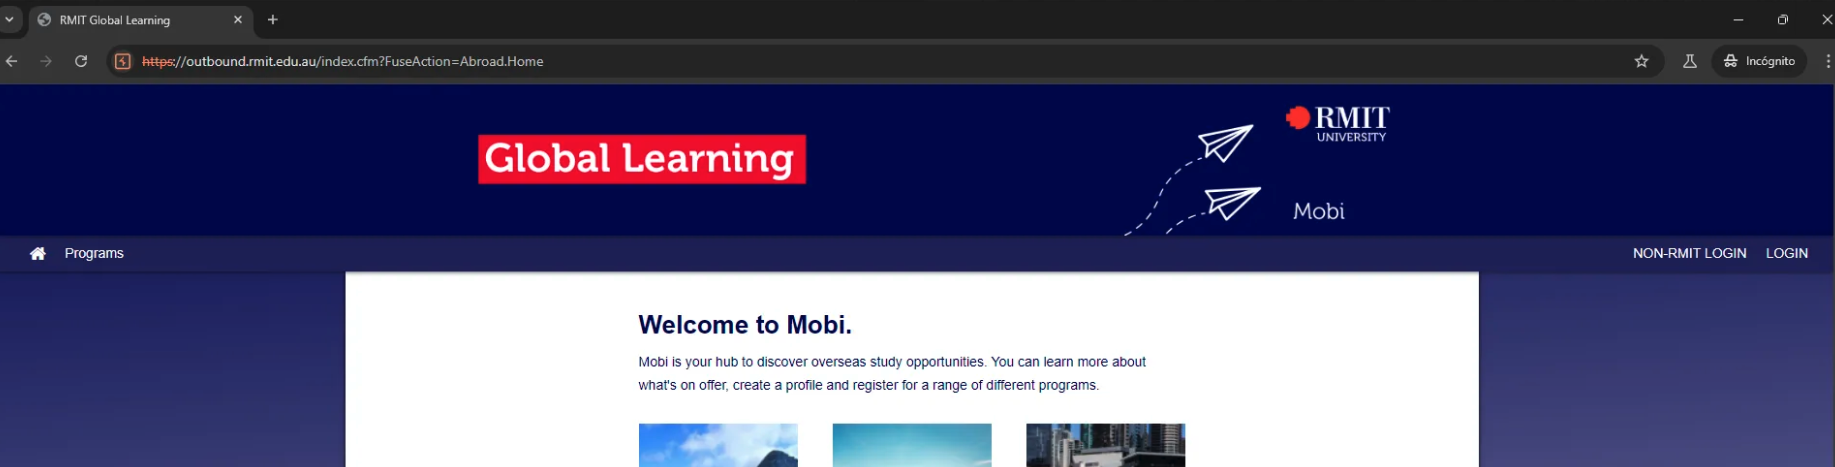 RMIT Global Learning
https://outbound.rmit.edu.au/index.cfm?FuseAction=Abroad.Home
Incógnito
Global Learning
RMIT
UNIVERSITY
Mobi
Programs
NON-RMIT LOGIN LOGIN
Welcome to Mobi.
Mobi is your hub to discover overseas study opportunities. You can learn more about
what's on offer, create a profile and register for a range of different programs.